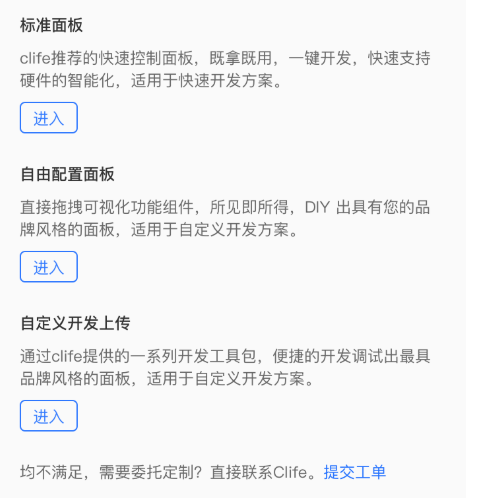 标准面板
clife推荐的快速控制面板，既拿既用，一键开发，快速支持
硬件的智能化，适用于快速开发方案。
进入
自由配置面板
直接拖拽可视化功能组件，所见即所得，DIY 出具有您的品
牌风格的面板，适用于自定义开发方案。
进入
自定义开发上传
通过clife提供的一系列开发工具包，便捷的开发调试出最具
品牌风格的面板，适用于自定义开发方案。
进入
均不满足，需要委托定制？直接联系Clife。提交工单